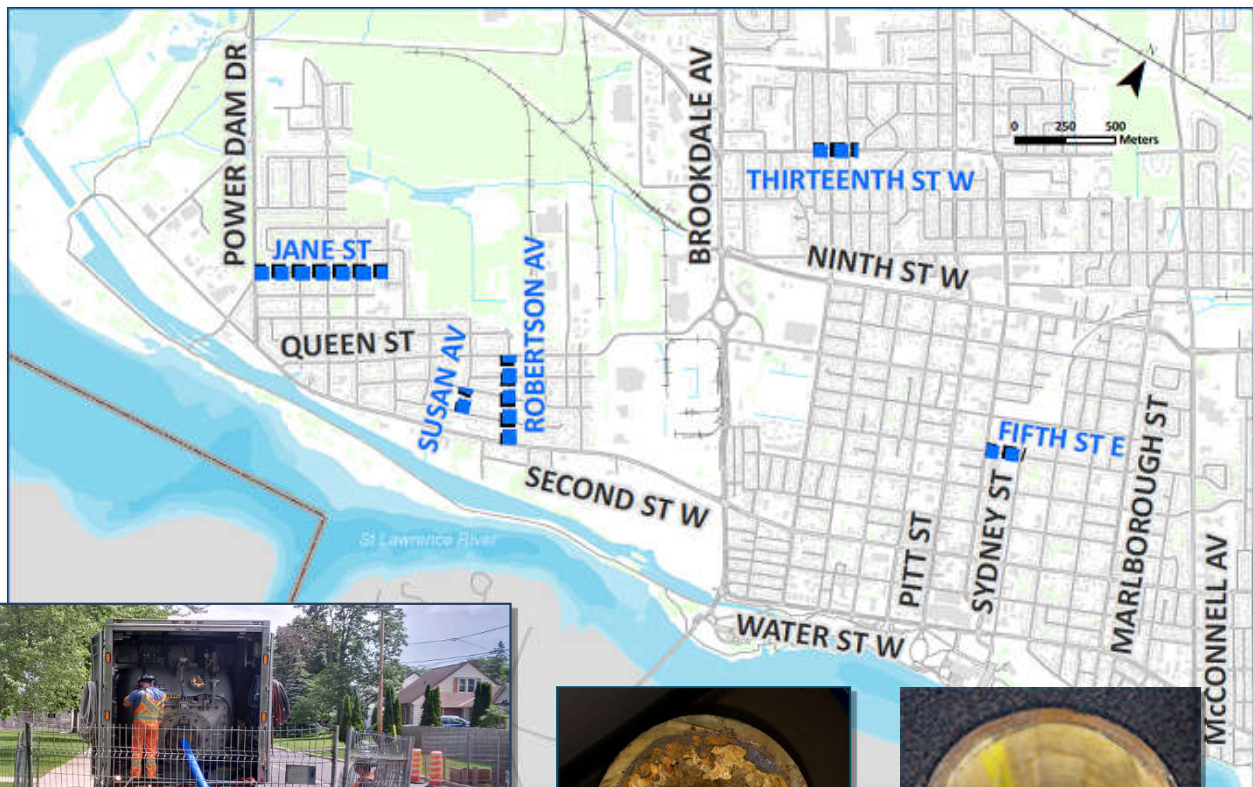 POWER DAM DR
BROOKDALE AV
N
0 250 500
Meters
THIRTEENTH ST W
JANE ST
ROBERTSON AV
NINTH ST W
QUEEN ST
SUSAN AV
FIFTH ST E
SECOND ST W
MARLBOROUGH ST
St Lawrence River
PITT ST
SYDNEY ST
McCONNELL AV
WATER ST W